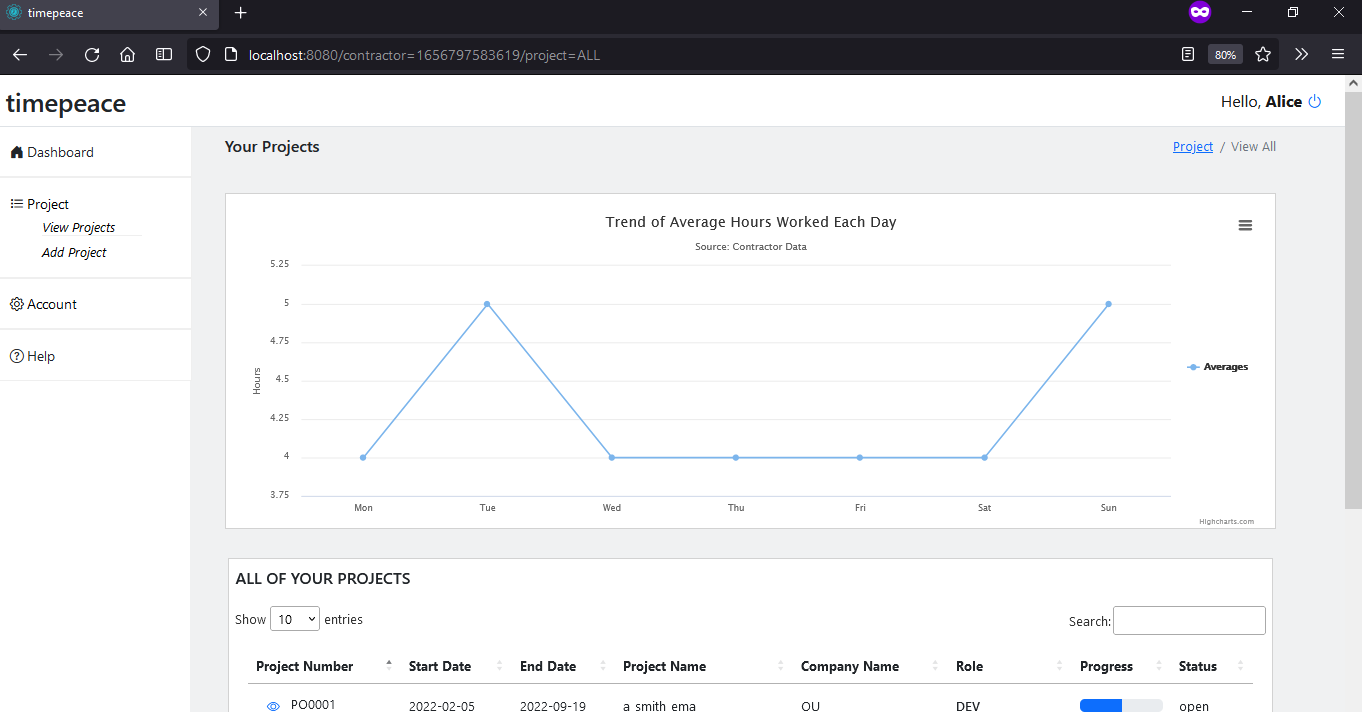 timepeace
localhost:8080/contractor=1656797583619/project=ALL
80%
timepeace
Hello, Alice
Dashboard
Project
View Projects
Add Project
Account
Help
Your Projects
Project / View All
Trend of Average Hours Worked Each Day
Source: Contractor Data
Hours
5.25
5
4.75
4.5
4.25
4
3.75
Mon Tue Wed Thu Fri Sat Sun
Averages
Highcharts.com
ALL OF YOUR PROJECTS
Show 10 entries
Search:
Project Number Start Date End Date Project Name Company Name Role Progress Status
PO0001 2022-02-05 2022-09-19 a smith ema OU DEV open